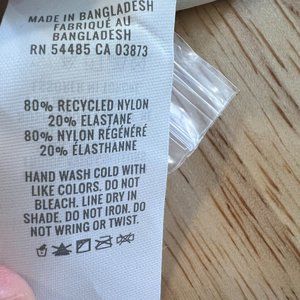 MADE IN BANGLADESH
FABRIQUÉ AU
BANGLADESH
RN 54485 CA 03873
80% RECYCLED NYLON
20% ELASTANE
80% NYLON RÉGÉNÉRÉ
20% ÉLASTHANNE
HAND WASH COLD WITH
LIKE COLORS. DO NOT
BLEACH. LINE DRY IN
SHADE. DO NOT IRON. DO
NOT WRING OR TWIST.